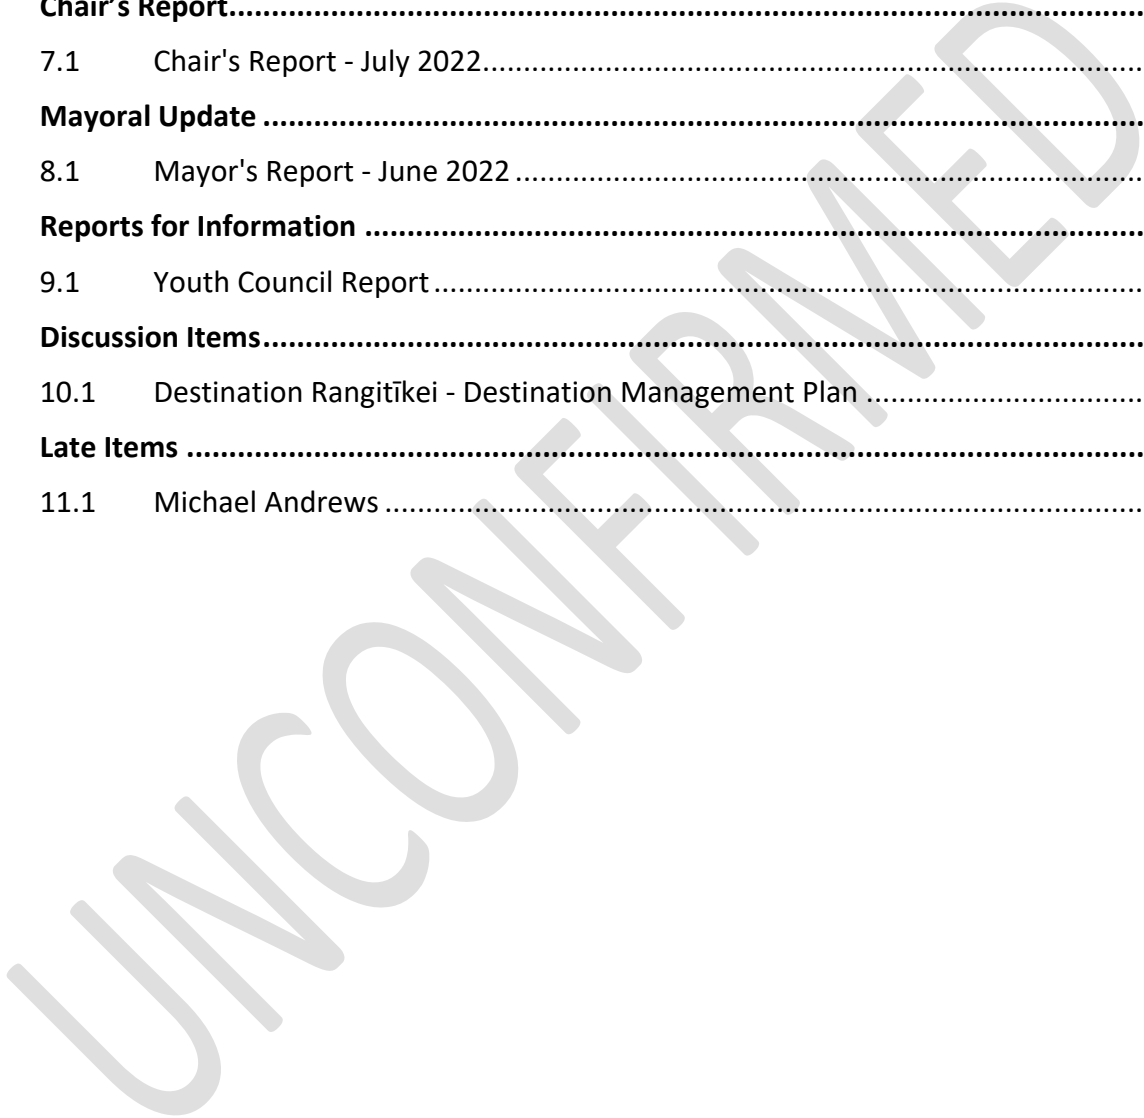 Chair's Report.......................................................................................................
7.1 Chair's Report - July 2022.......................................................................................
Mayoral Update .......................................................................................................
8.1 Mayor's Report - June 2022 .......................................................................................
Reports for Information .......................................................................................
9.1 Youth Council Report .......................................................................................
Discussion Items.......................................................................................................
10.1 Destination Rangitīkei - Destination Management Plan ...................................
Late Items .......................................................................................................
11.1 Michael Andrews .......................................................................................
UNCONFIRMED